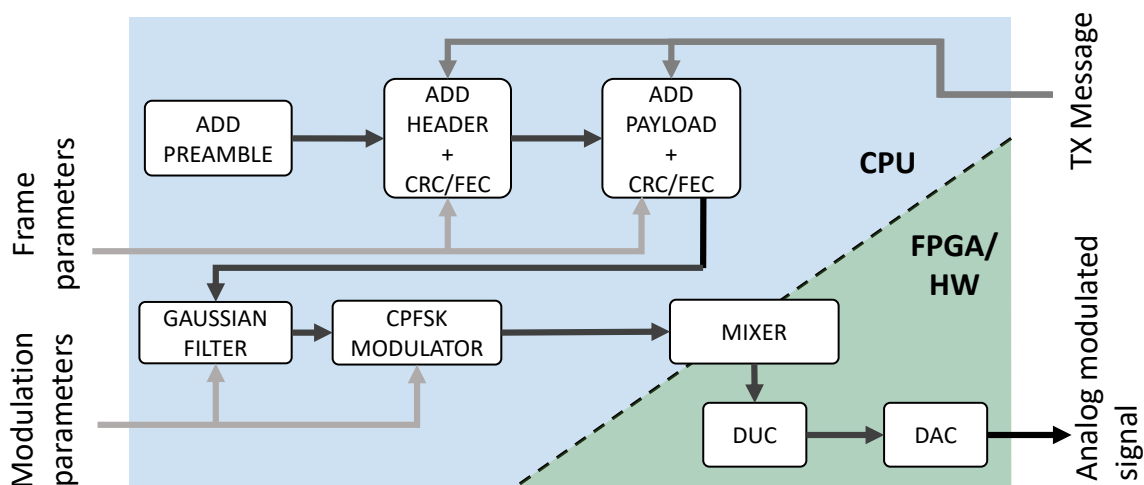 ADD
PREAMBLE
ADD
HEADER
+
CRC/FEC
ADD
PAYLOAD
+
CRC/FEC
TX Message
CPU
Frame
parameters
FPGA/
HW
GAUSSIAN
FILTER
CPFSK
MODULATOR
MIXER
Modulation
parameters
DUC
DAC
Analog modulated
signal